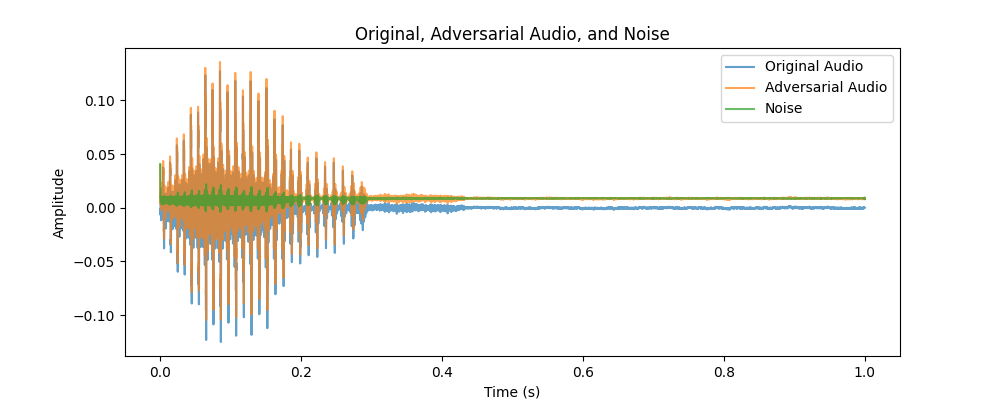 Original, Adversarial Audio, and Noise
Original Audio
Adversarial Audio
Noise
Amplitude
0.10
0.05
0.00
−0.05
−0.10
0.0
0.2
0.4
0.6
0.8
1.0
Time (s)